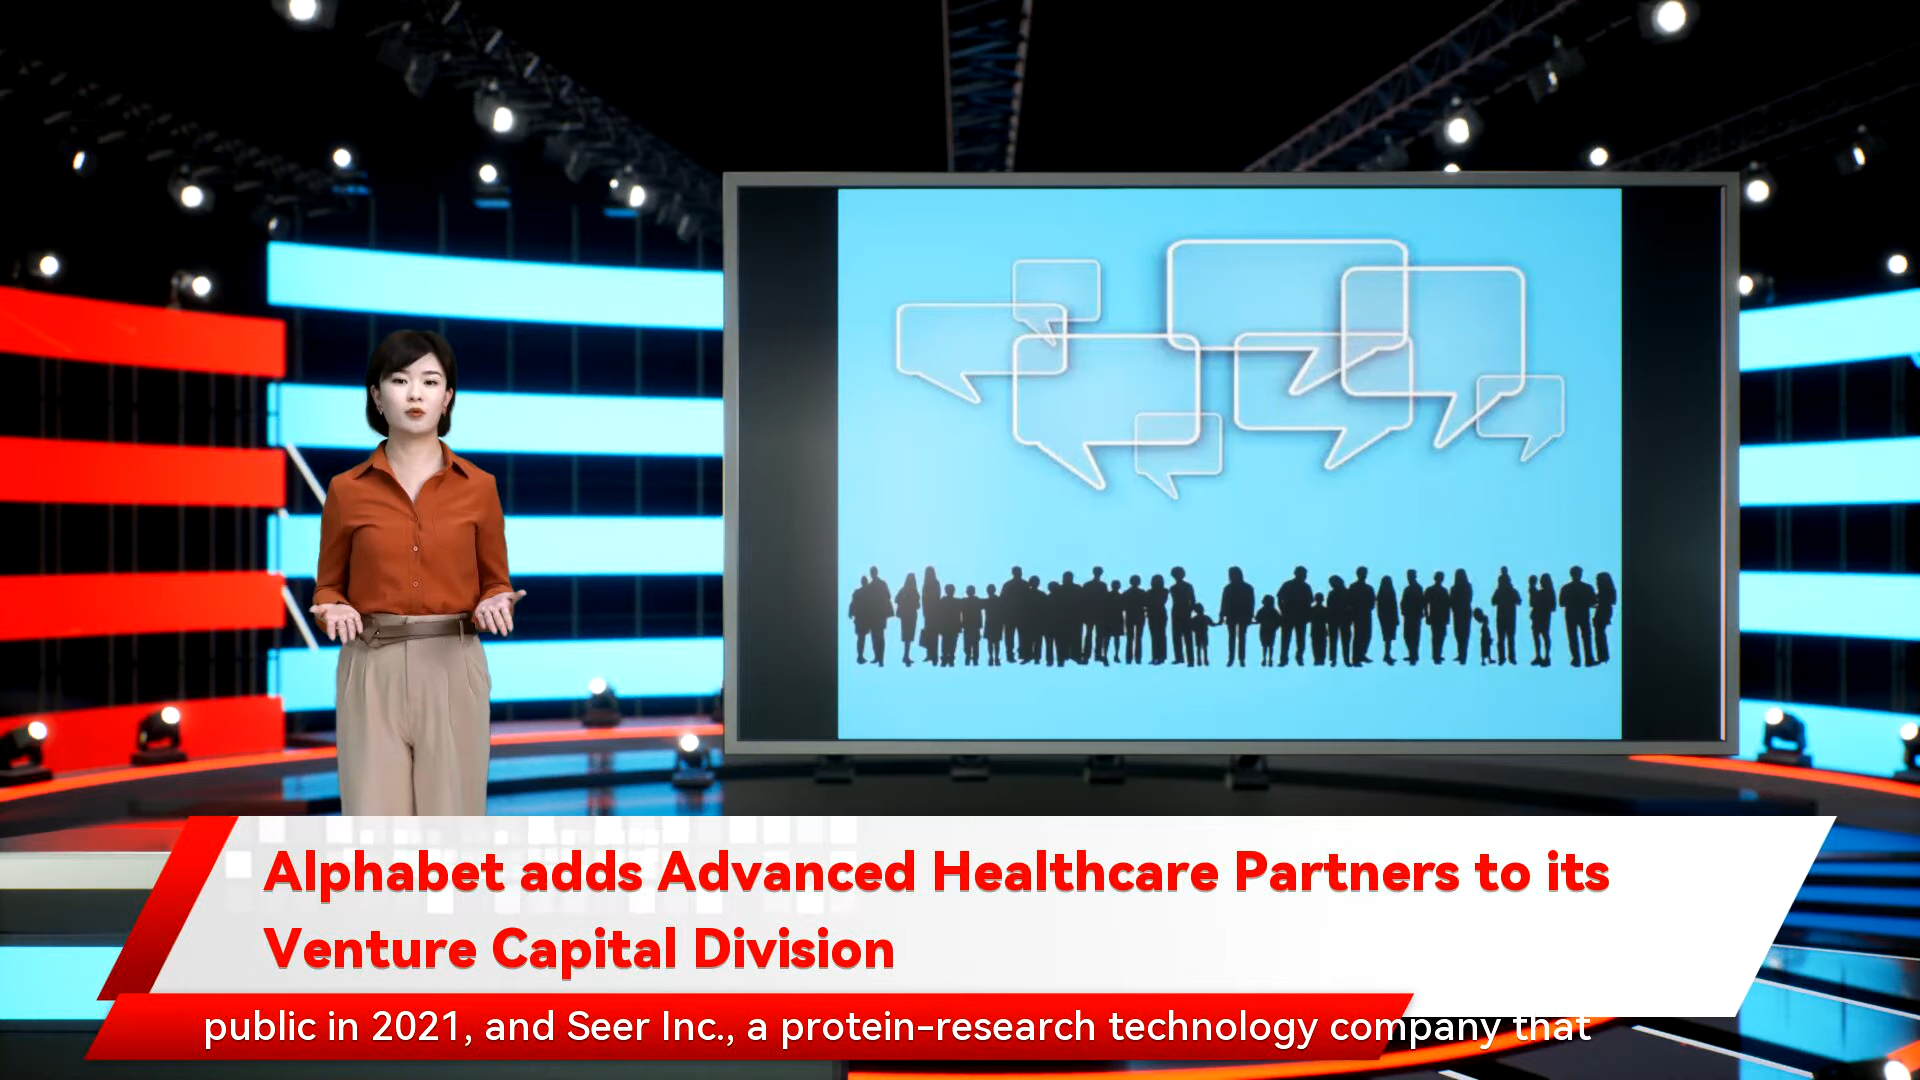 Alphabet adds Advanced Healthcare Partners to its
Venture Capital Division
public in 2021, and Seer Inc., a protein-research technology company that